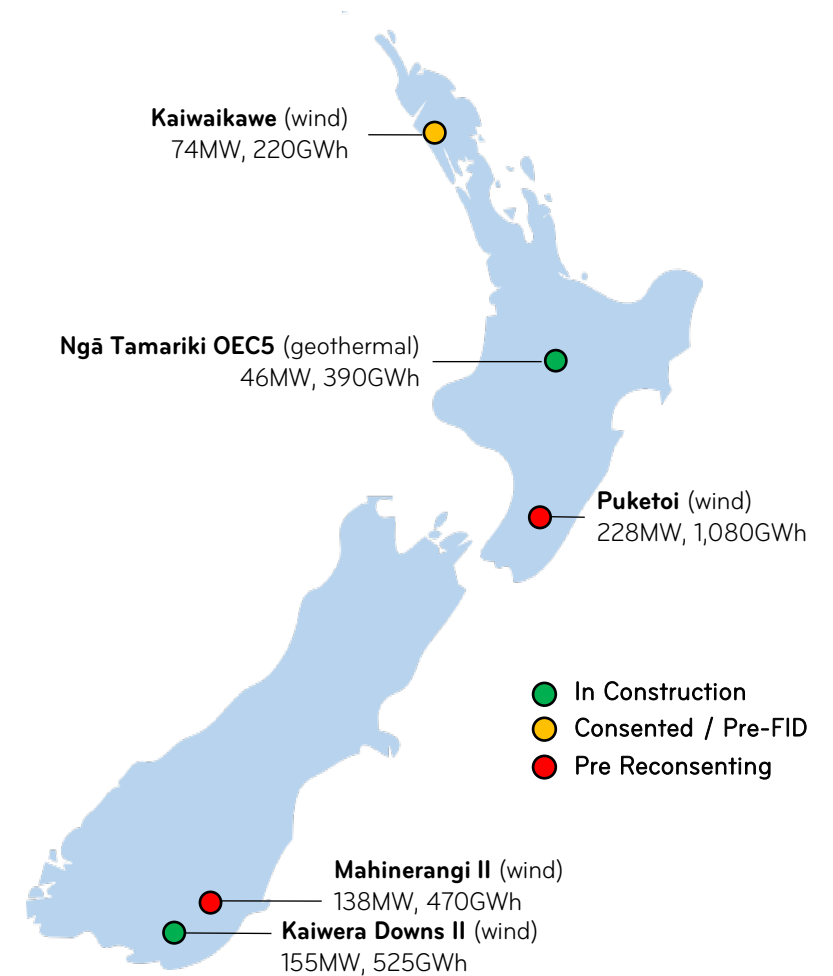 Kaiwaikawe (wind)
74MW, 220GWh
Ngā Tamariki OEC5 (geothermal)
46MW, 390GWh
Puketoi (wind)
228MW, 1,080GWh
In Construction
Consented / Pre-FID
Pre Reconsenting
Mahinerangi II (wind)
138MW, 470GWh
Kaiwera Downs II (wind)
155MW, 525GWh